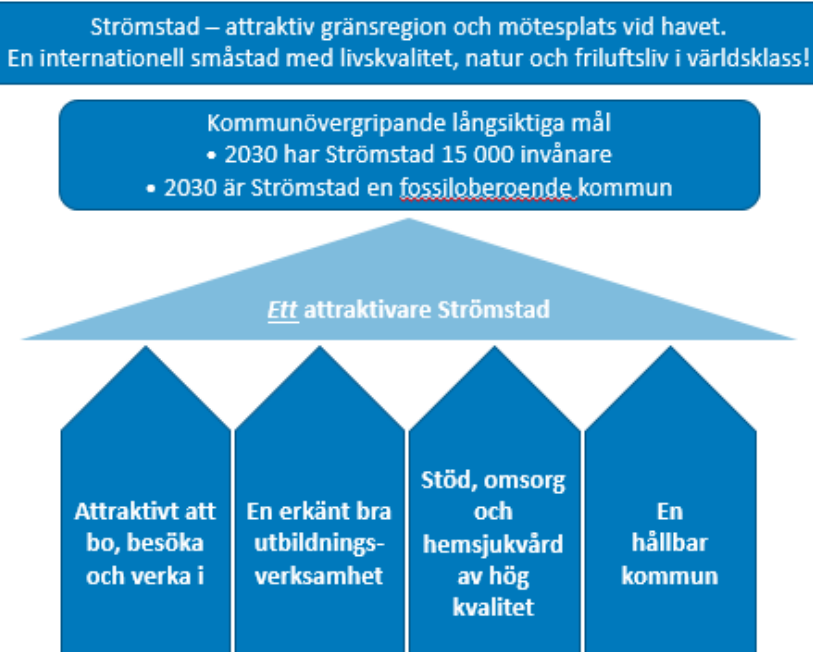 Strömstad – attraktiv gränsregion och mötesplats vid havet.
En internationell småstad med livskvalitet, natur och friluftsliv i världsklass!
Kommunövergripande långsiktiga mål
• 2030 har Strömstad 15 000 invånare
• 2030 är Strömstad en fossiloberoende kommun
Ett attraktivare Strömstad
Attraktivt att
bo, besöka
och verka i
En erkänt bra
utbildnings-
verksamhet
Stöd, omsorg
och
hemsjukvård
av hög
kvalitet
En
hållbar
kommun